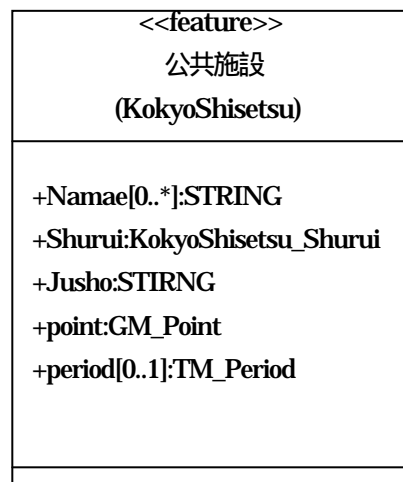 <<feature>>
公共施設
(KokyoShisetsu)
+Namae[0..*]:STRING
+Shurui:KokyoShisetsu_Shurui
+Jusho:STIRNG
+point:GM_Point
+period[0..1]:TM_Period